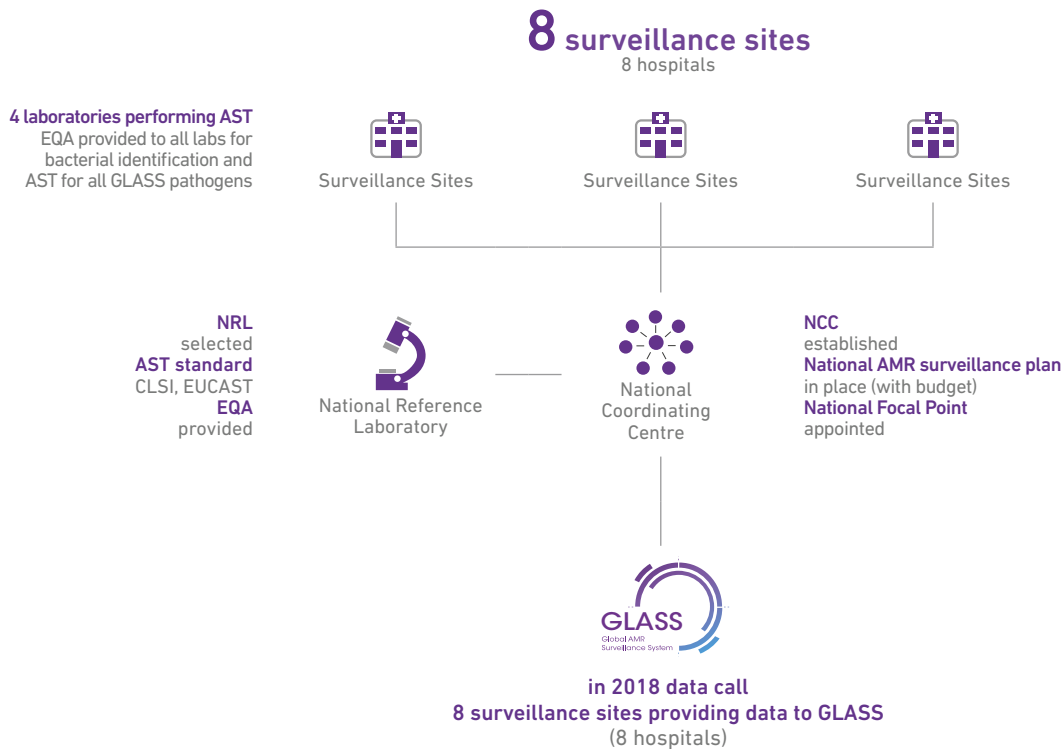 8 surveillance sites
8 hospitals
4 laboratories performing AST
EQA provided to all labs for
bacterial identification and
AST for all GLASS pathogens
Surveillance Sites
Surveillance Sites
Surveillance Sites
NRL
selected
AST standard
CLSI, EUCAST
EQA
provided
National Reference
Laboratory
National
Coordinating
Centre
NCC
established
National AMR surveillance plan
in place (with budget)
National Focal Point
appointed
GLASS
Global AMR
Surveillance System
in 2018 data call
8 surveillance sites providing data to GLASS
(8 hospitals)